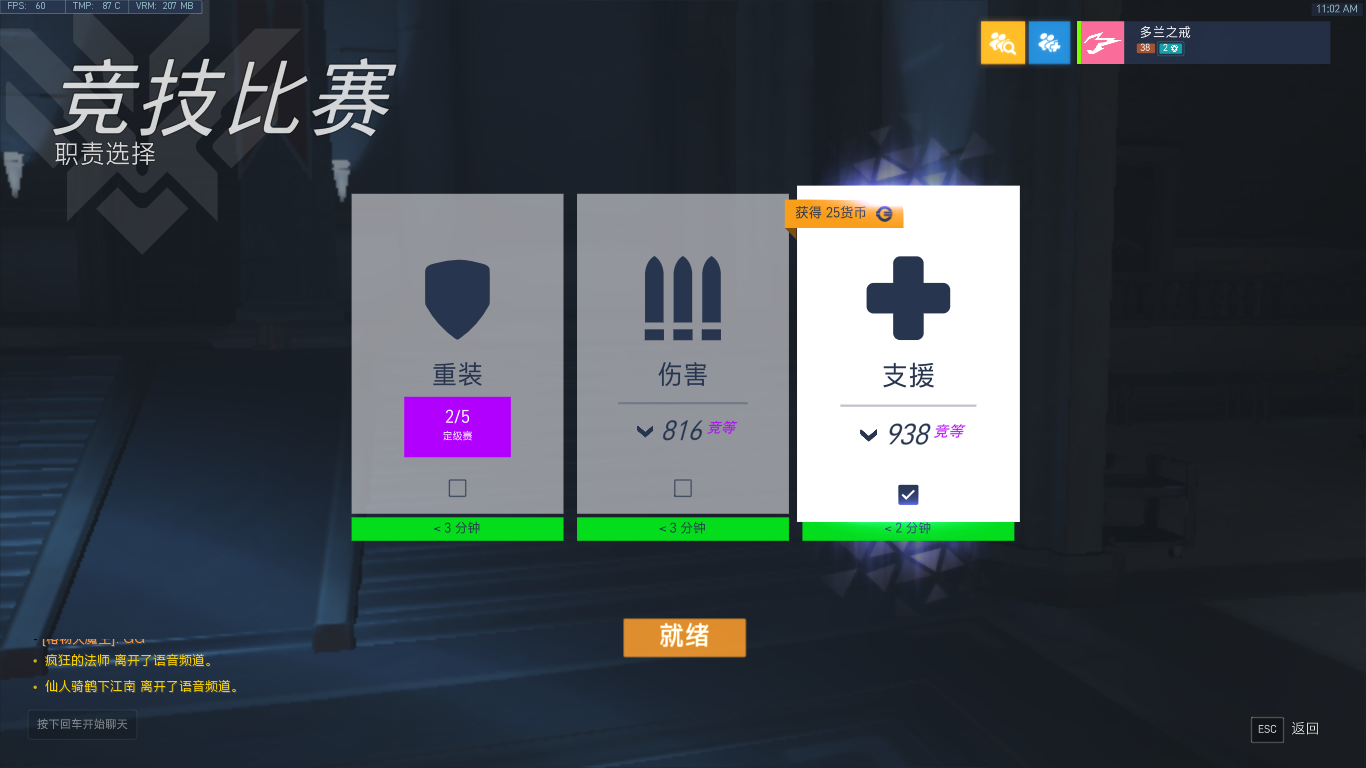 FPS: 60 TMP: 87 C VRM: 207 MB
11:02 AM
多兰之戒
38 2
竞技比赛
职责选择
获得 25货币
重装
2/5
定级赛
< 3 分钟
伤害
816 竞等
< 3 分钟
支援
938 竞等
< 2 分钟
就绪
GG
疯狂的法师 离开了语音频道。
仙人骑鹤下江南 离开了语音频道。
按下回车开始聊天
ESC 返回